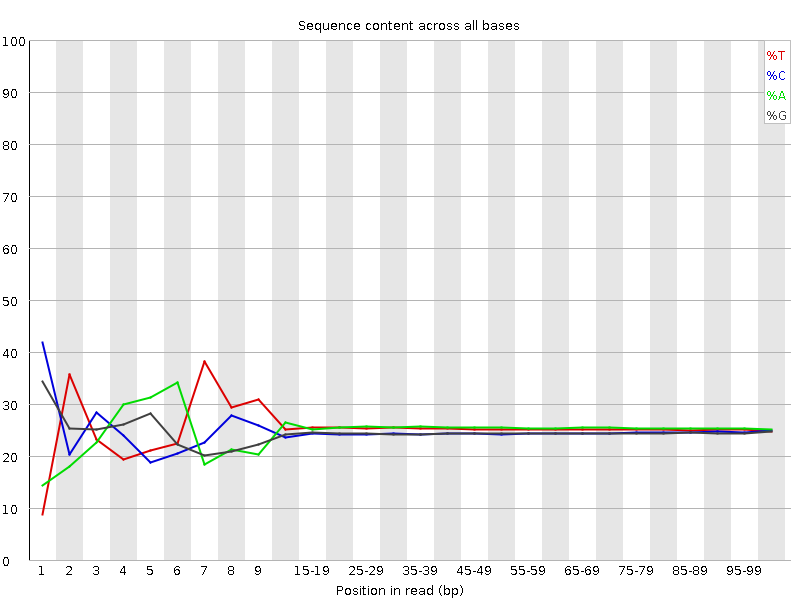 Sequence content across all bases
100
90
80
70
60
50
40
30
20
10
0
%T
%C
%A
%G
1 2 3 4 5 6 7 8 9 15-19 25-29 35-39 45-49 55-59 65-69 75-79 85-89 95-99
Position in read (bp)